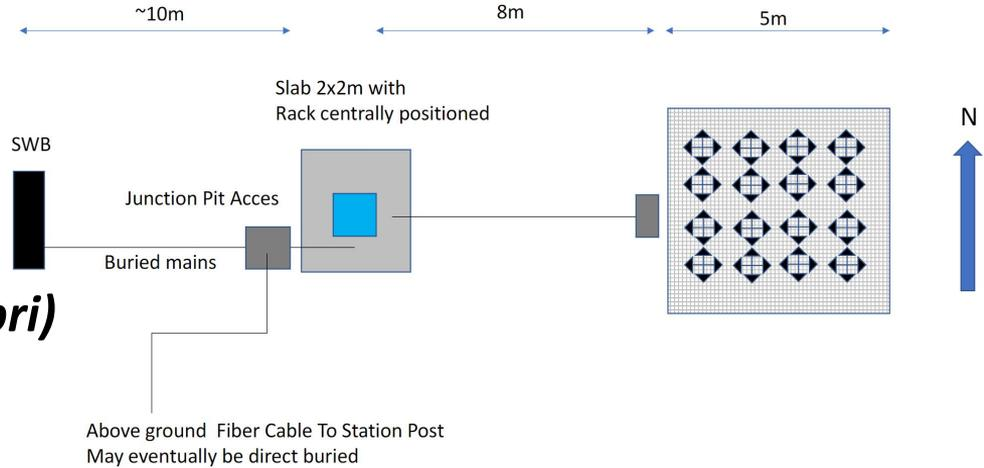 ~10m
8m
5m
Slab 2x2m with
Rack centrally positioned
N
SWB
Junction Pit Acces
Buried mains
ori)
Above ground  Fiber Cable To Station Post
May eventually be direct buried